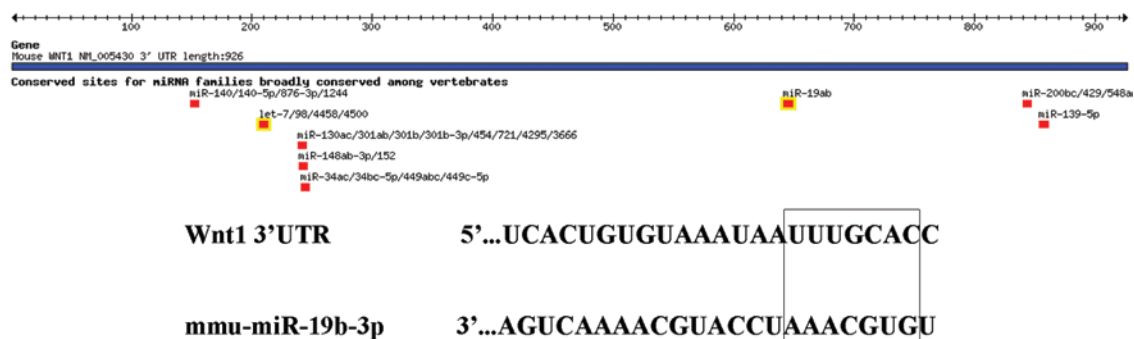 100 200 300 400 500 600 700 800 900
Gene
Mouse WNT1 NM_005430 3' UTR length:926
Conserved sites for miRNA families broadly conserved among vertebrates
miR-140/140-5p/876-3p/1244 miR-19ab miR-200bc/429/548a
let-7/98/4458/4500 miR-139-5p
miR-130ac/301ab/301b/301b-3p/454/721/4295/3666
miR-148ab-3p/152
miR-34ac/34bc-5p/449abc/449c-5p
Wnt1 3'UTR 5'...UCACUGUGUAAAUAAUUUGCACC
mmu-miR-19b-3p 3'...AGUCAAAACGUACCUAAACGUGU